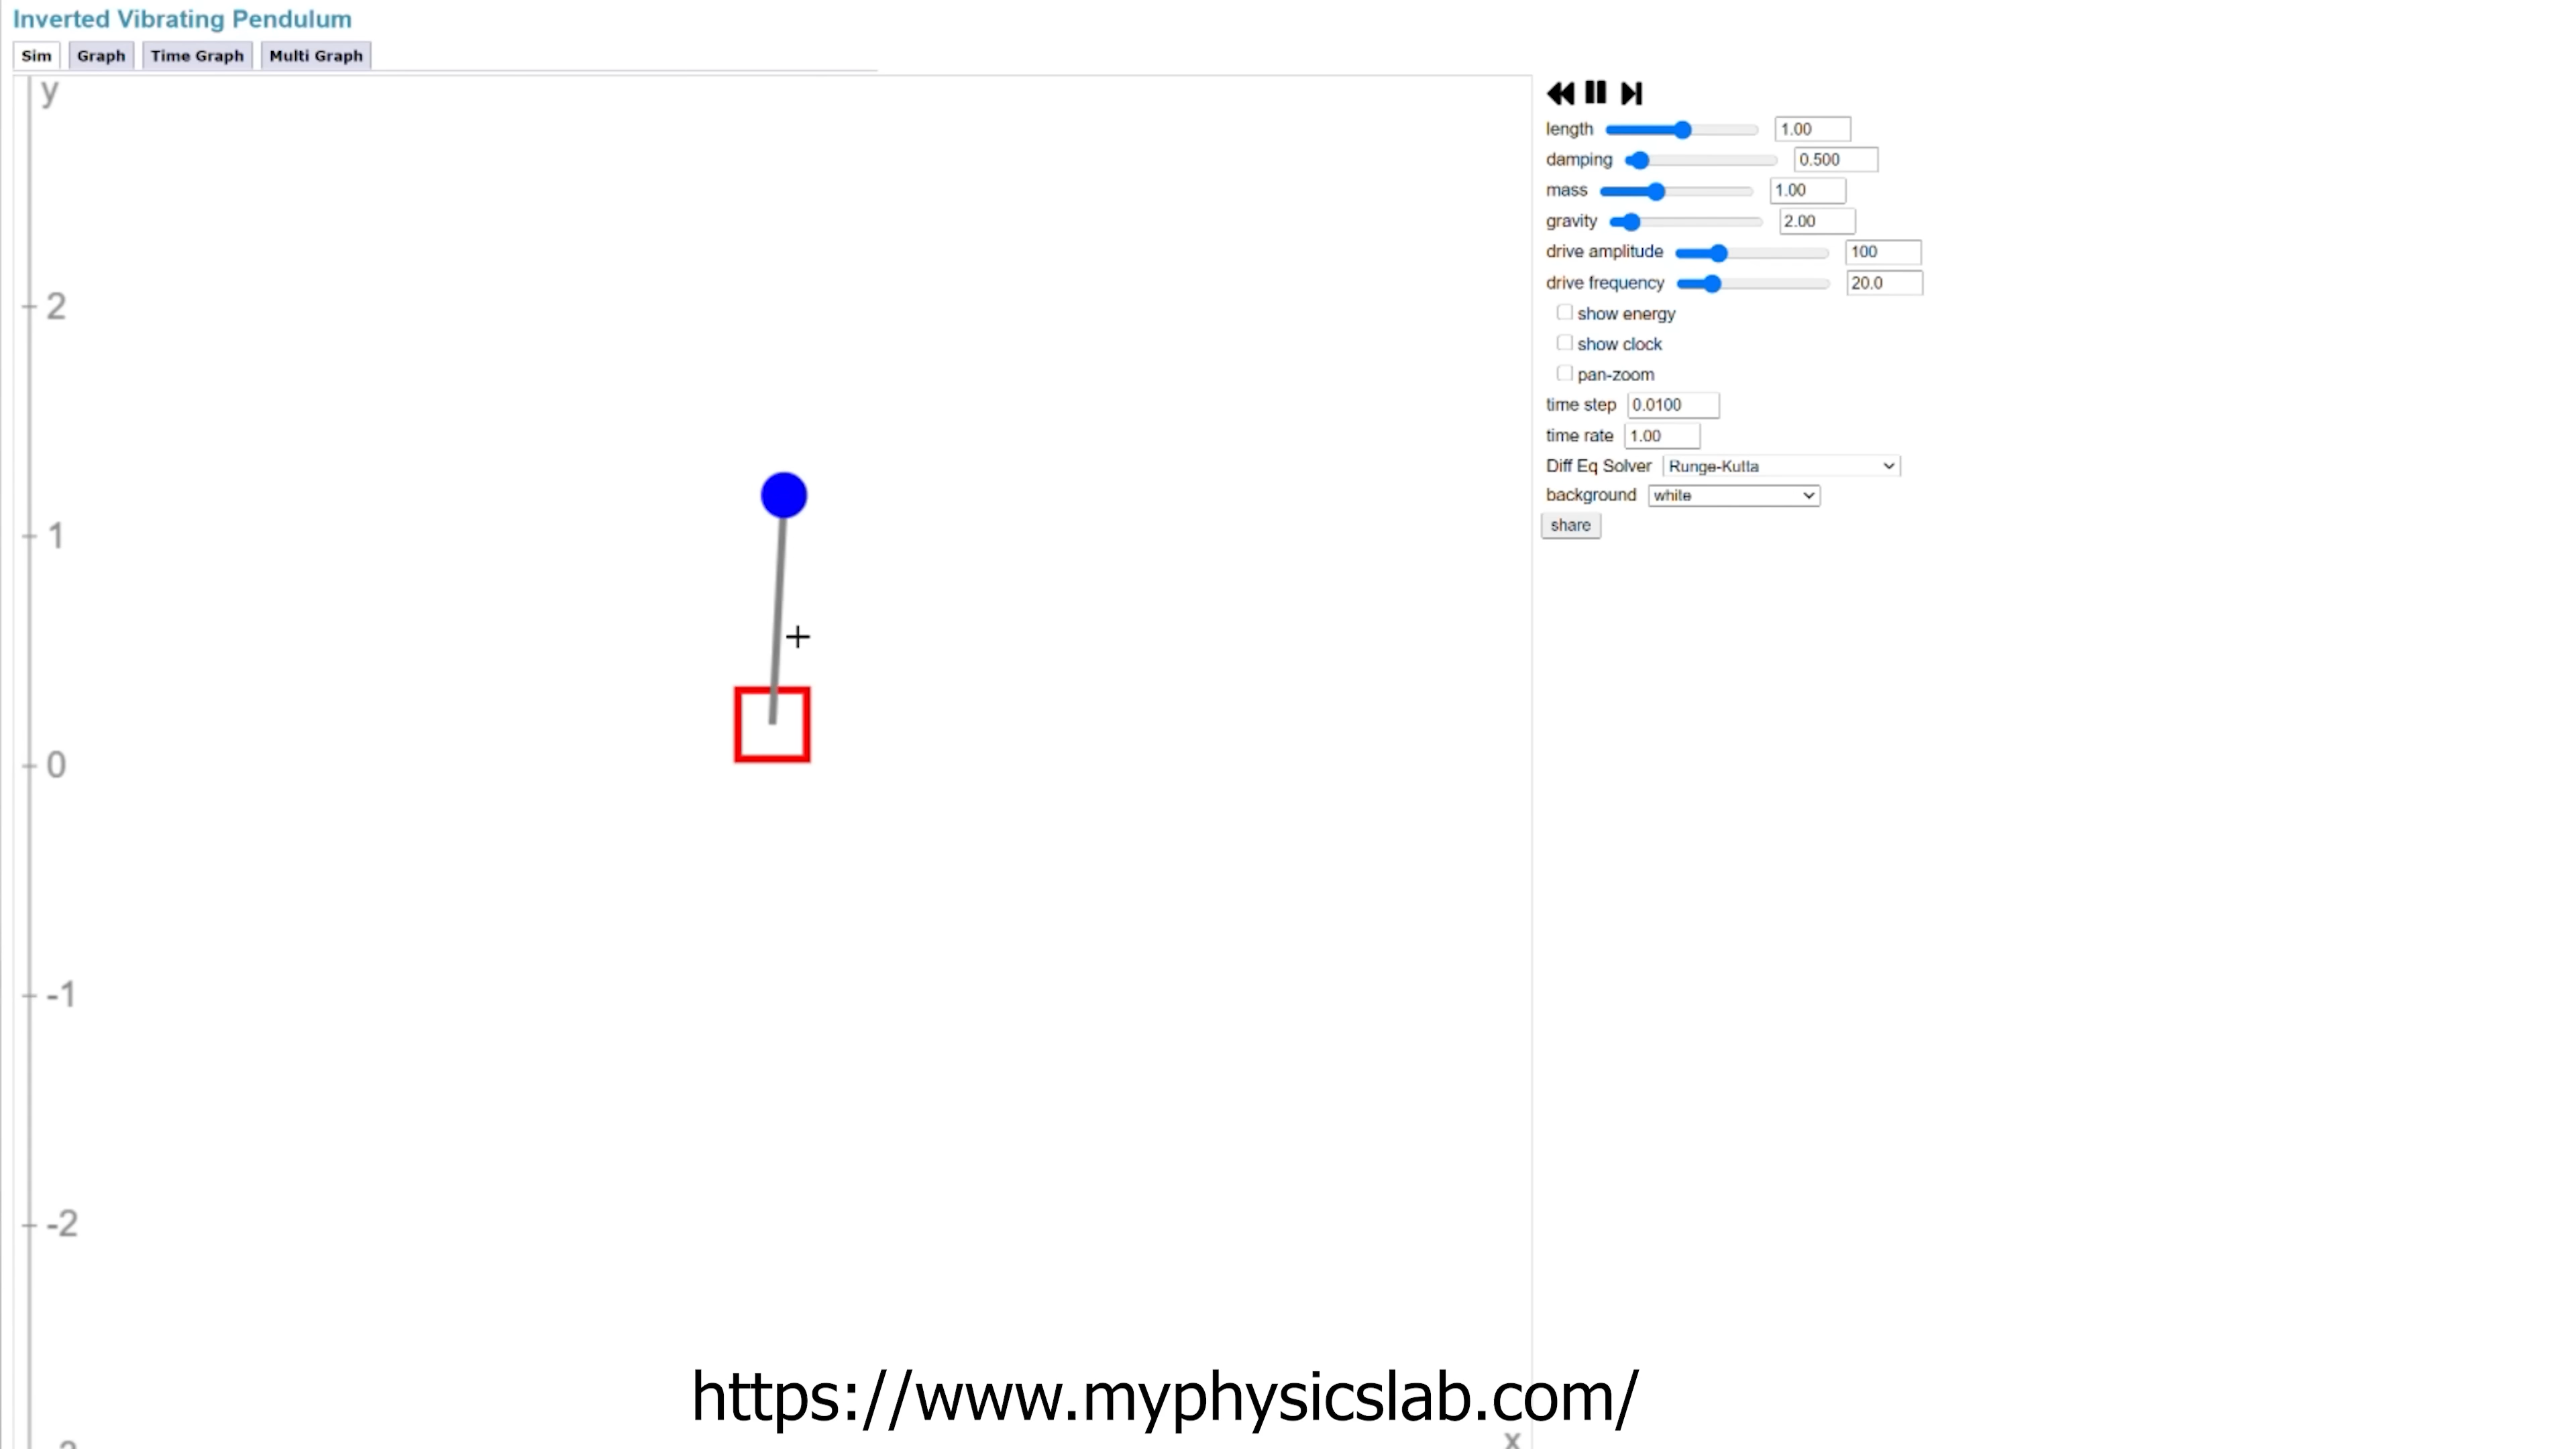 Inverted Vibrating Pendulum
Sim Graph Time Graph Multi Graph
y
2
1
0
-1
-2
x
length 1.00
damping 0.500
mass 1.00
gravity 2.00
drive amplitude 100
drive frequency 20.0
show energy
show clock
pan-zoom
time step 0.0100
time rate 1.00
Diff Eq Solver Runge-Kutta
background white
share
https://www.myphysicslab.com/